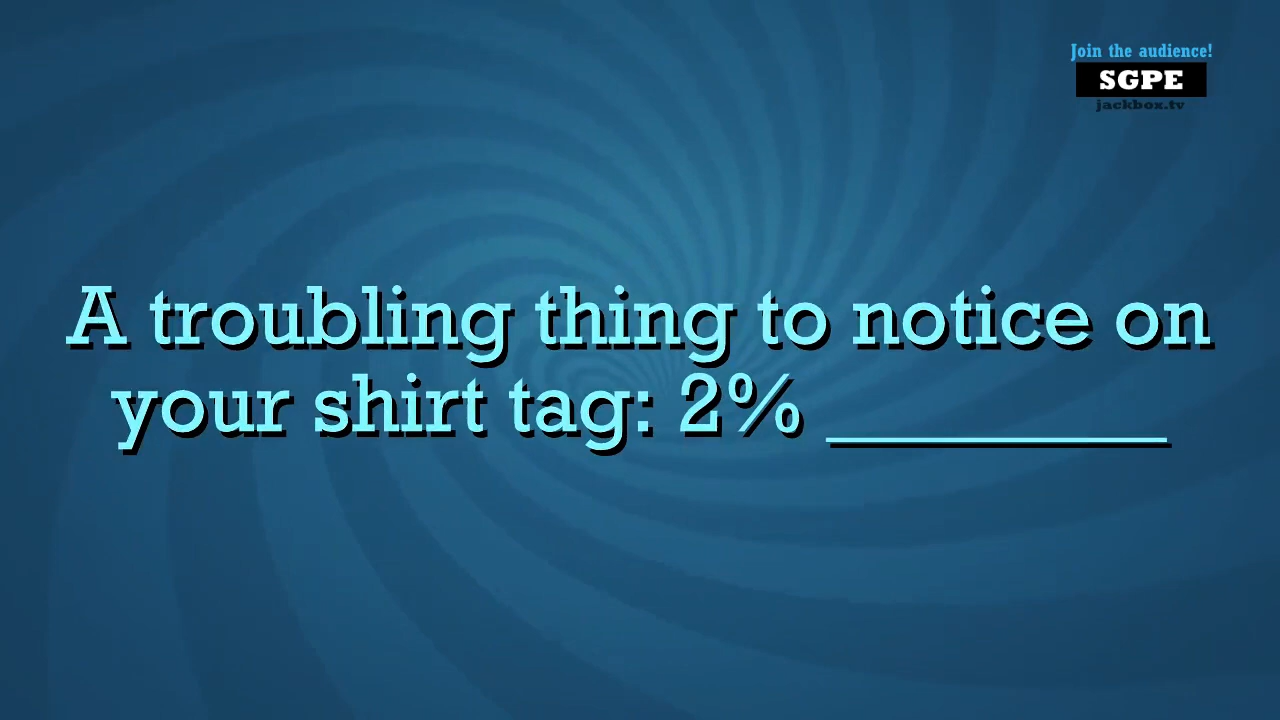 Join the audience!
SGPE
jackbox.tv
A troubling thing to notice on
your shirt tag: 2% ________